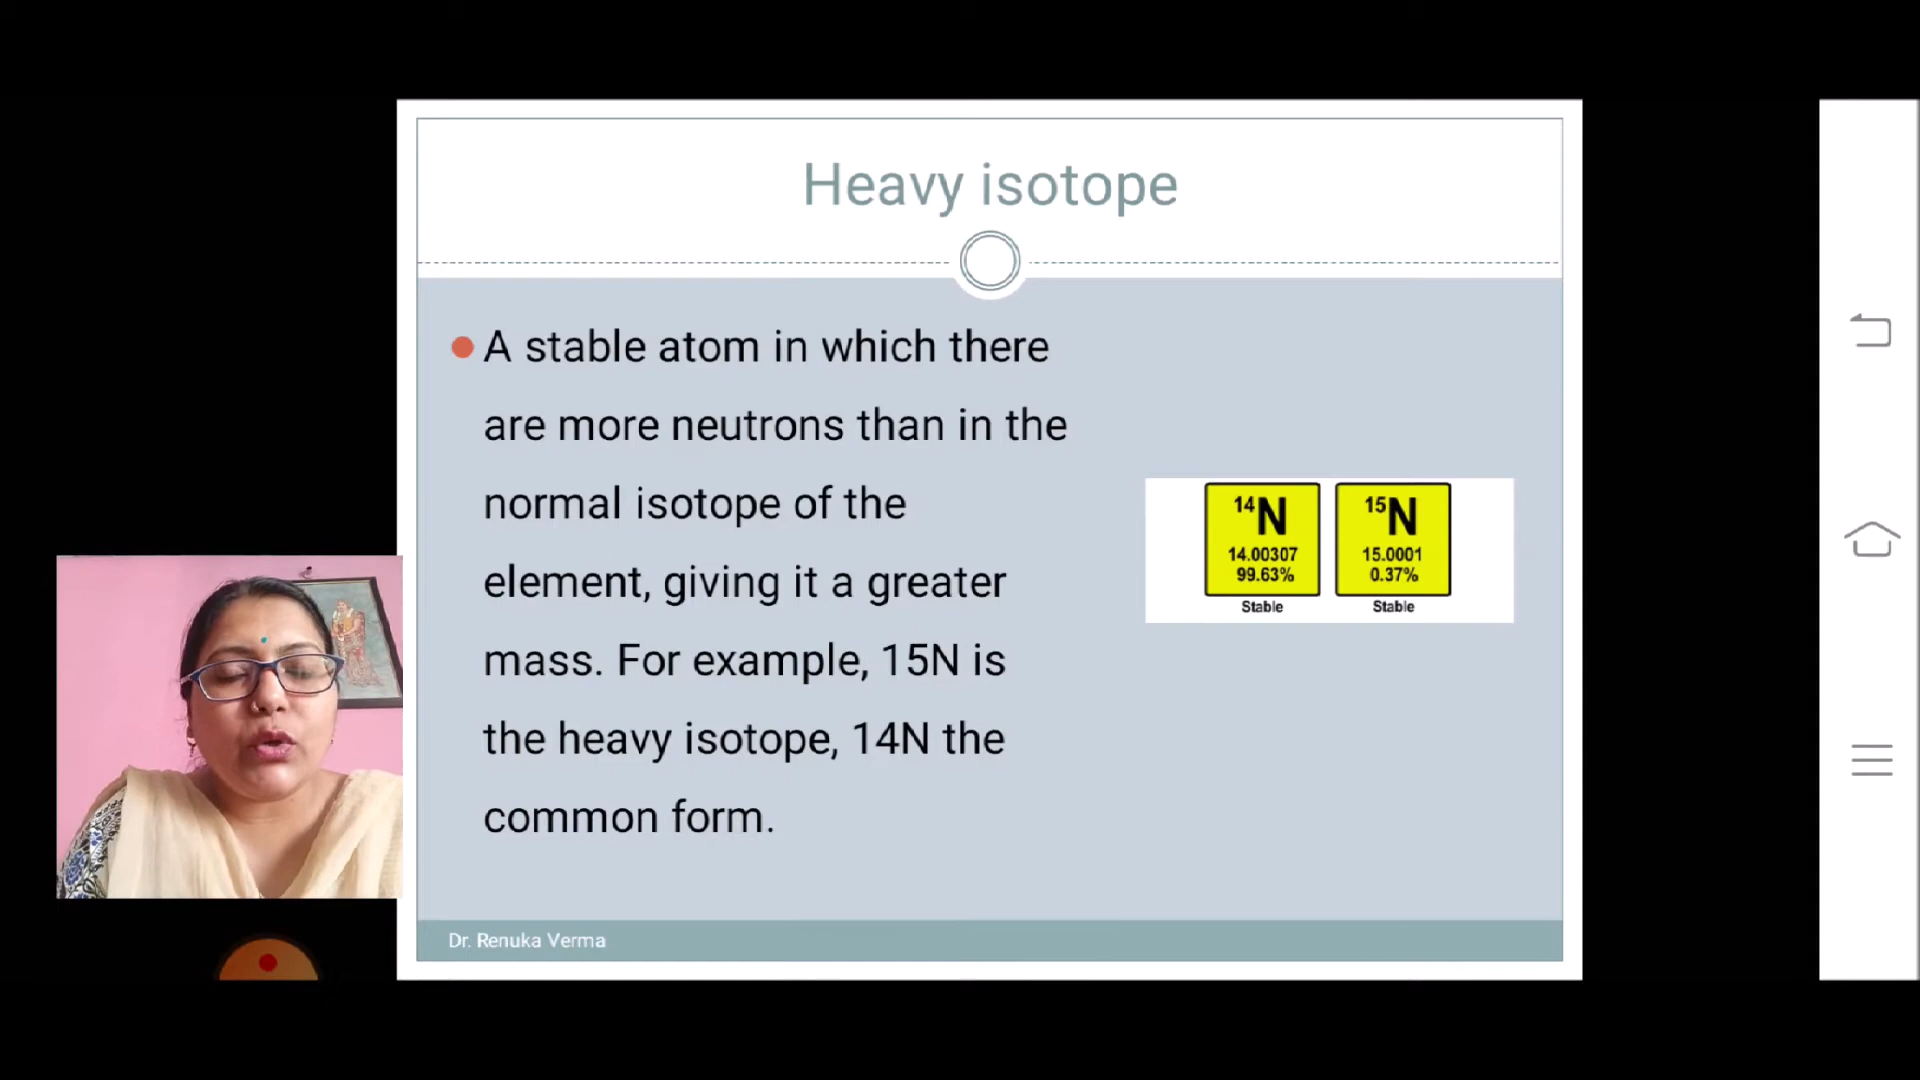 Heavy isotope
A stable atom in which there
are more neutrons than in the
normal isotope of the
element, giving it a greater
mass. For example, 15N is
the heavy isotope, 14N the
common form.
¹⁴N
14.00307
99.63%
Stable
¹⁵N
15.0001
0.37%
Stable
Dr. Renuka Verma